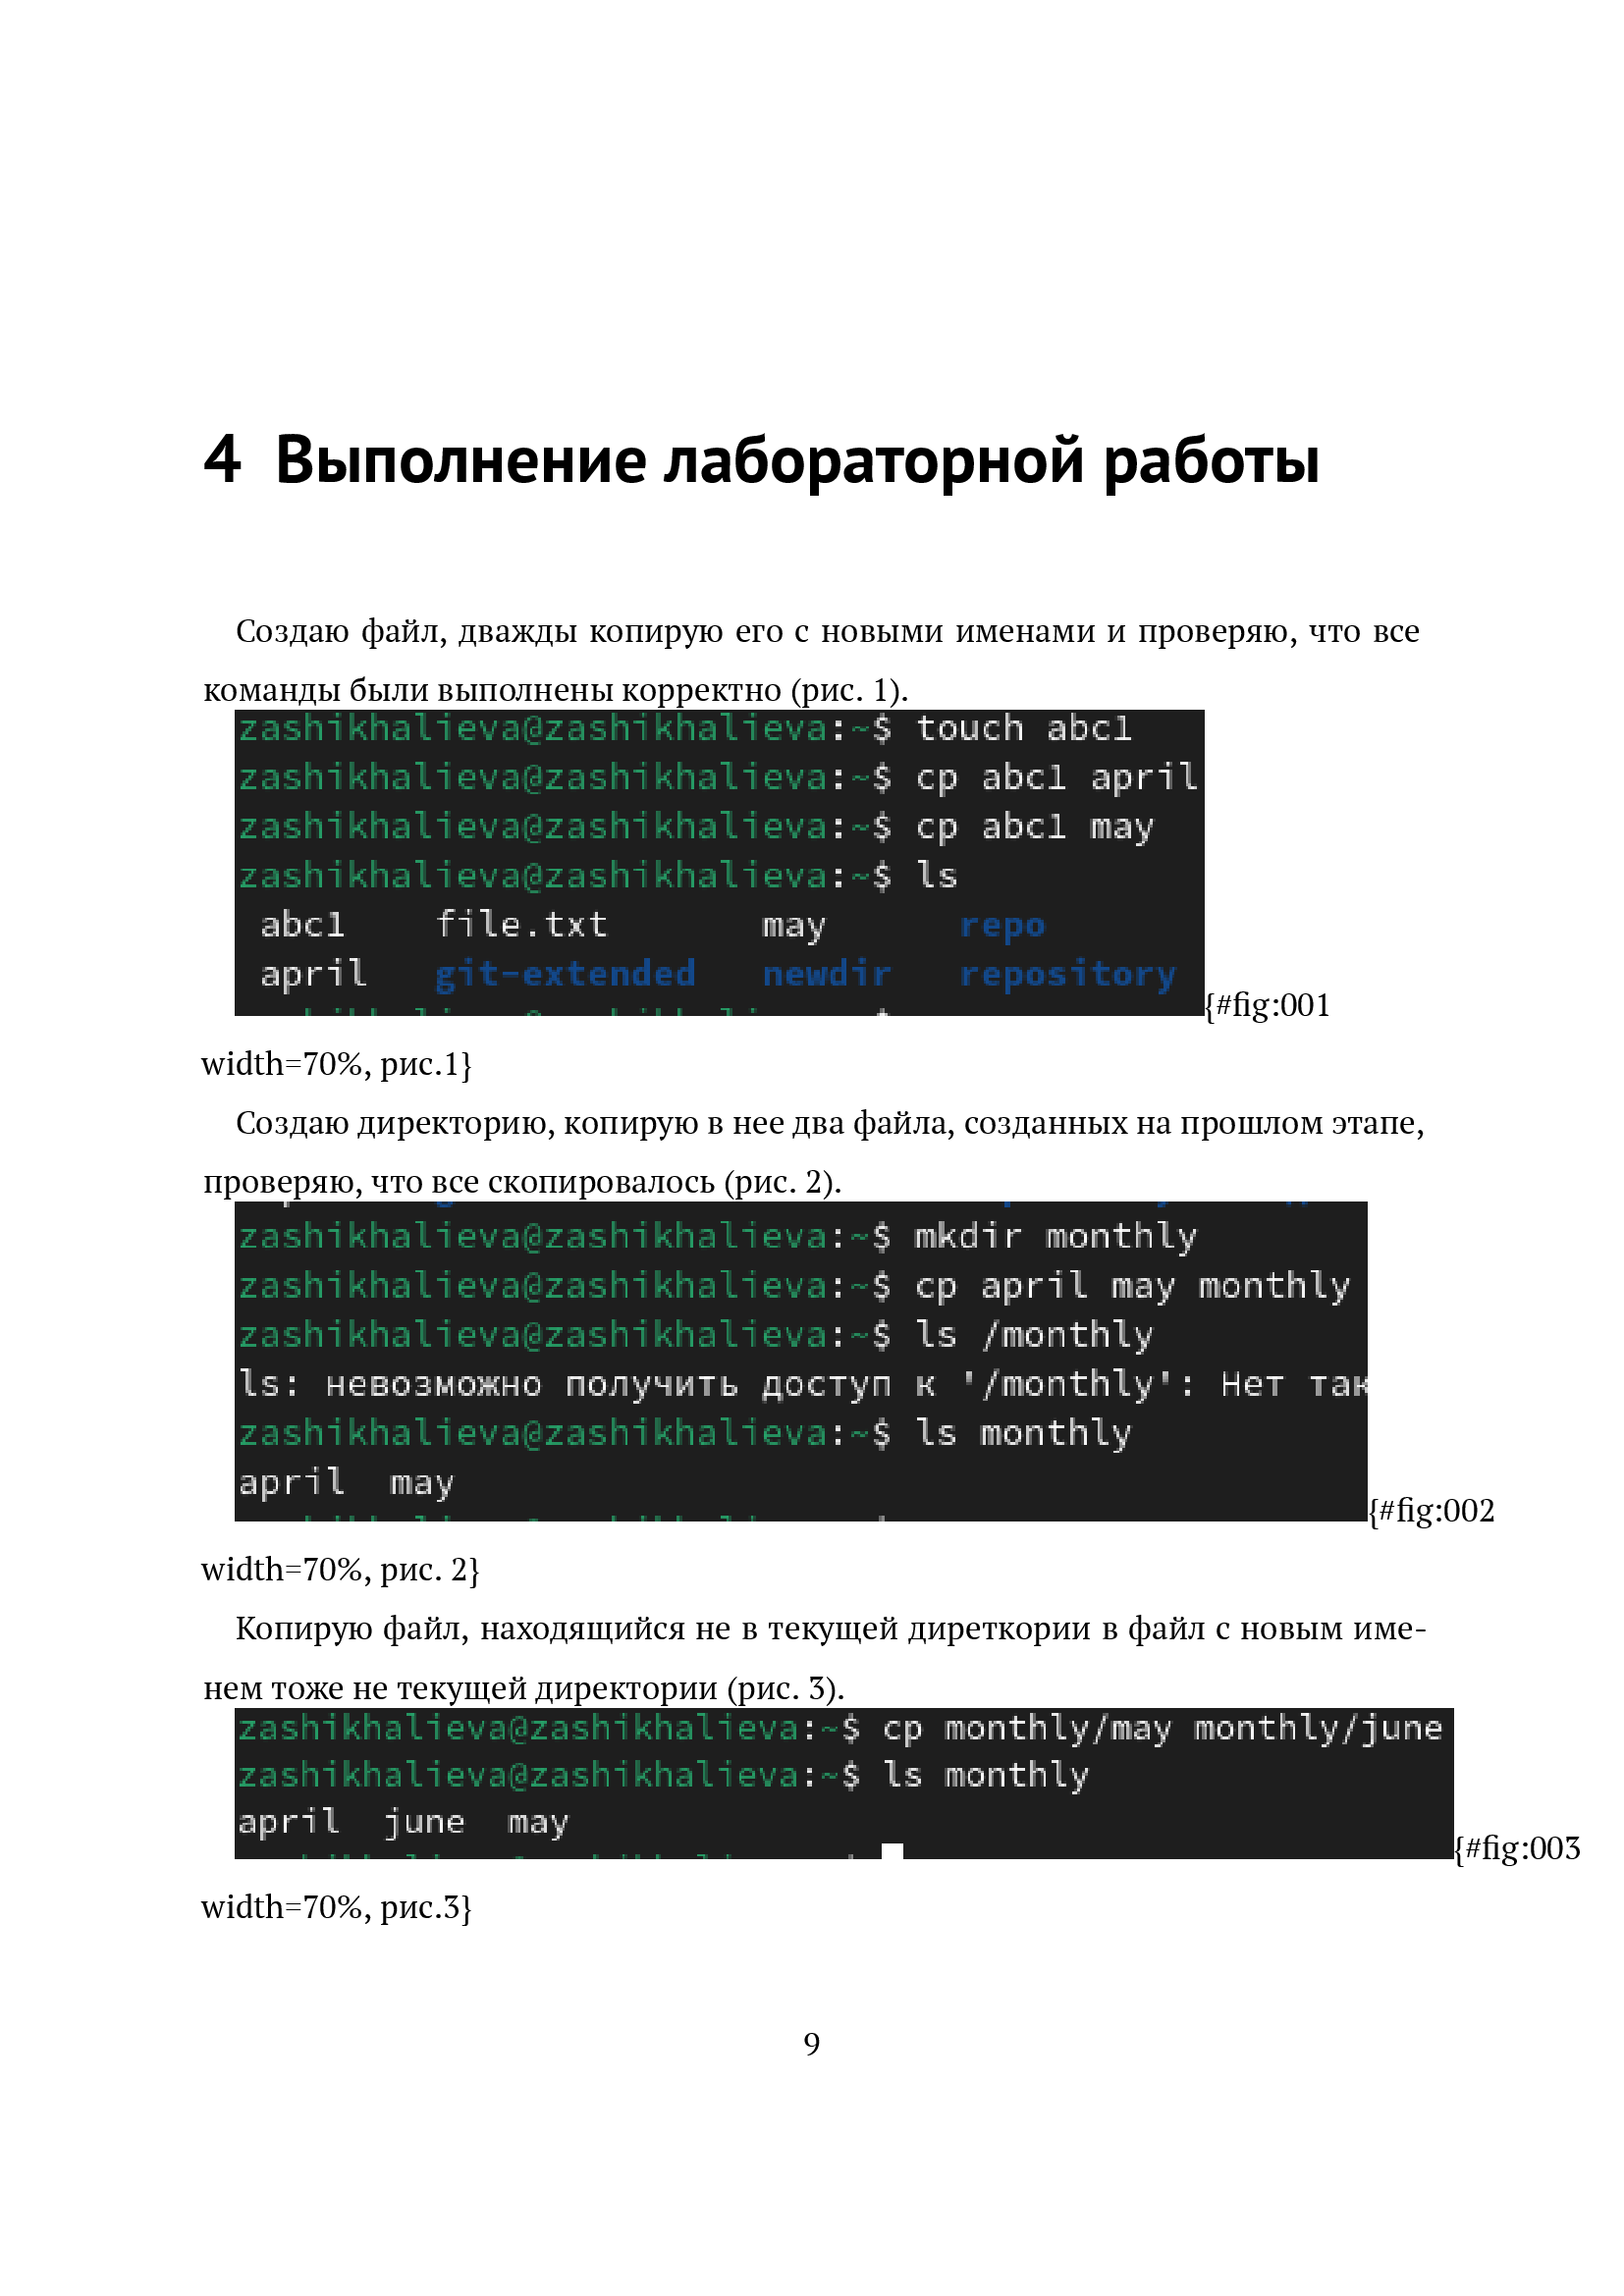 4 Выполнение лабораторной работы
Создаю файл, дважды копирую его с новыми именами и проверяю, что все
команды были выполнены корректно (рис. 1).
zashikhalieva@zashikhalieva:~$ touch abc1
zashikhalieva@zashikhalieva:~$ cp abc1 april
zashikhalieva@zashikhalieva:~$ cp abc1 may
zashikhalieva@zashikhalieva:~$ ls
abc1 file.txt may repo
april git-extended newdir repository
{#fig:001
width=70%, рис.1}
Создаю директорию, копирую в нее два файла, созданных на прошлом этапе,
проверяю, что все скопировалось (рис. 2).
zashikhalieva@zashikhalieva:~$ mkdir monthly
zashikhalieva@zashikhalieva:~$ cp april may monthly
zashikhalieva@zashikhalieva:~$ ls /monthly
ls: невозможно получить доступ к '/monthly': Нет так
zashikhalieva@zashikhalieva:~$ ls monthly
april may
{#fig:002
width=70%, рис. 2}
Копирую файл, находящийся не в текущей диреткории в файл с новым име-
нем тоже не текущей директории (рис. 3).
zashikhalieva@zashikhalieva:~$ cp monthly/may monthly/june
zashikhalieva@zashikhalieva:~$ ls monthly
april june may
{#fig:003
width=70%, рис.3}
9